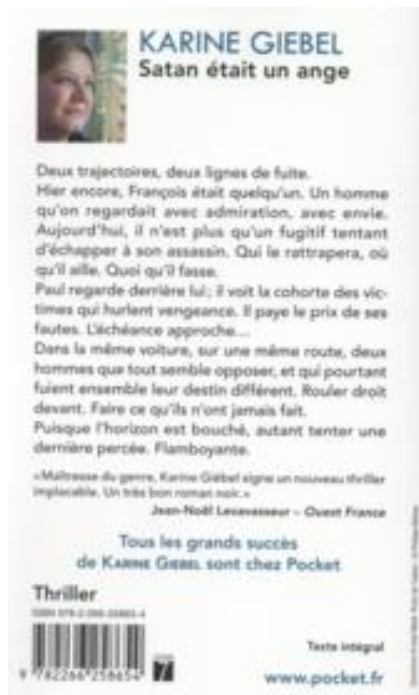 KARINE GIEBEL
Satan était un ange
Deux trajectoires, deux lignes de fuite.
Hier encore, François était quelqu'un. Un homme
qu'on regardait avec admiration, avec envie.
Aujourd'hui, il n'est plus qu'un fugitif tentant
d'échapper à son assassin. Qui le rattrapera, où
qu'il aille. Quoi qu'il fasse.
Paul regarde derrière lui ; il voit la cohorte des vic-
times qui hurlent vengeance. Il paye le prix de ses
fautes. L'échéance approche...
Dans la même voiture, sur une même route, deux
hommes que tout semble opposer, et qui pourtant
fuient ensemble leur destin différent. Rouler droit
devant. Faire ce qu'ils n'ont jamais fait.
Puisque l'horizon est bouché, autant tenter une
dernière percée. Flamboyante.
« Maîtresse du genre, Karine Giébel signe un nouveau thriller
implacable. Un très bon roman noir. »
Jean-Noël Levavasseur – Ouest France
Tous les grands succès
de KARINE GIEBEL sont chez Pocket
Thriller
Texte intégral
9 782266 258654
www.pocket.fr